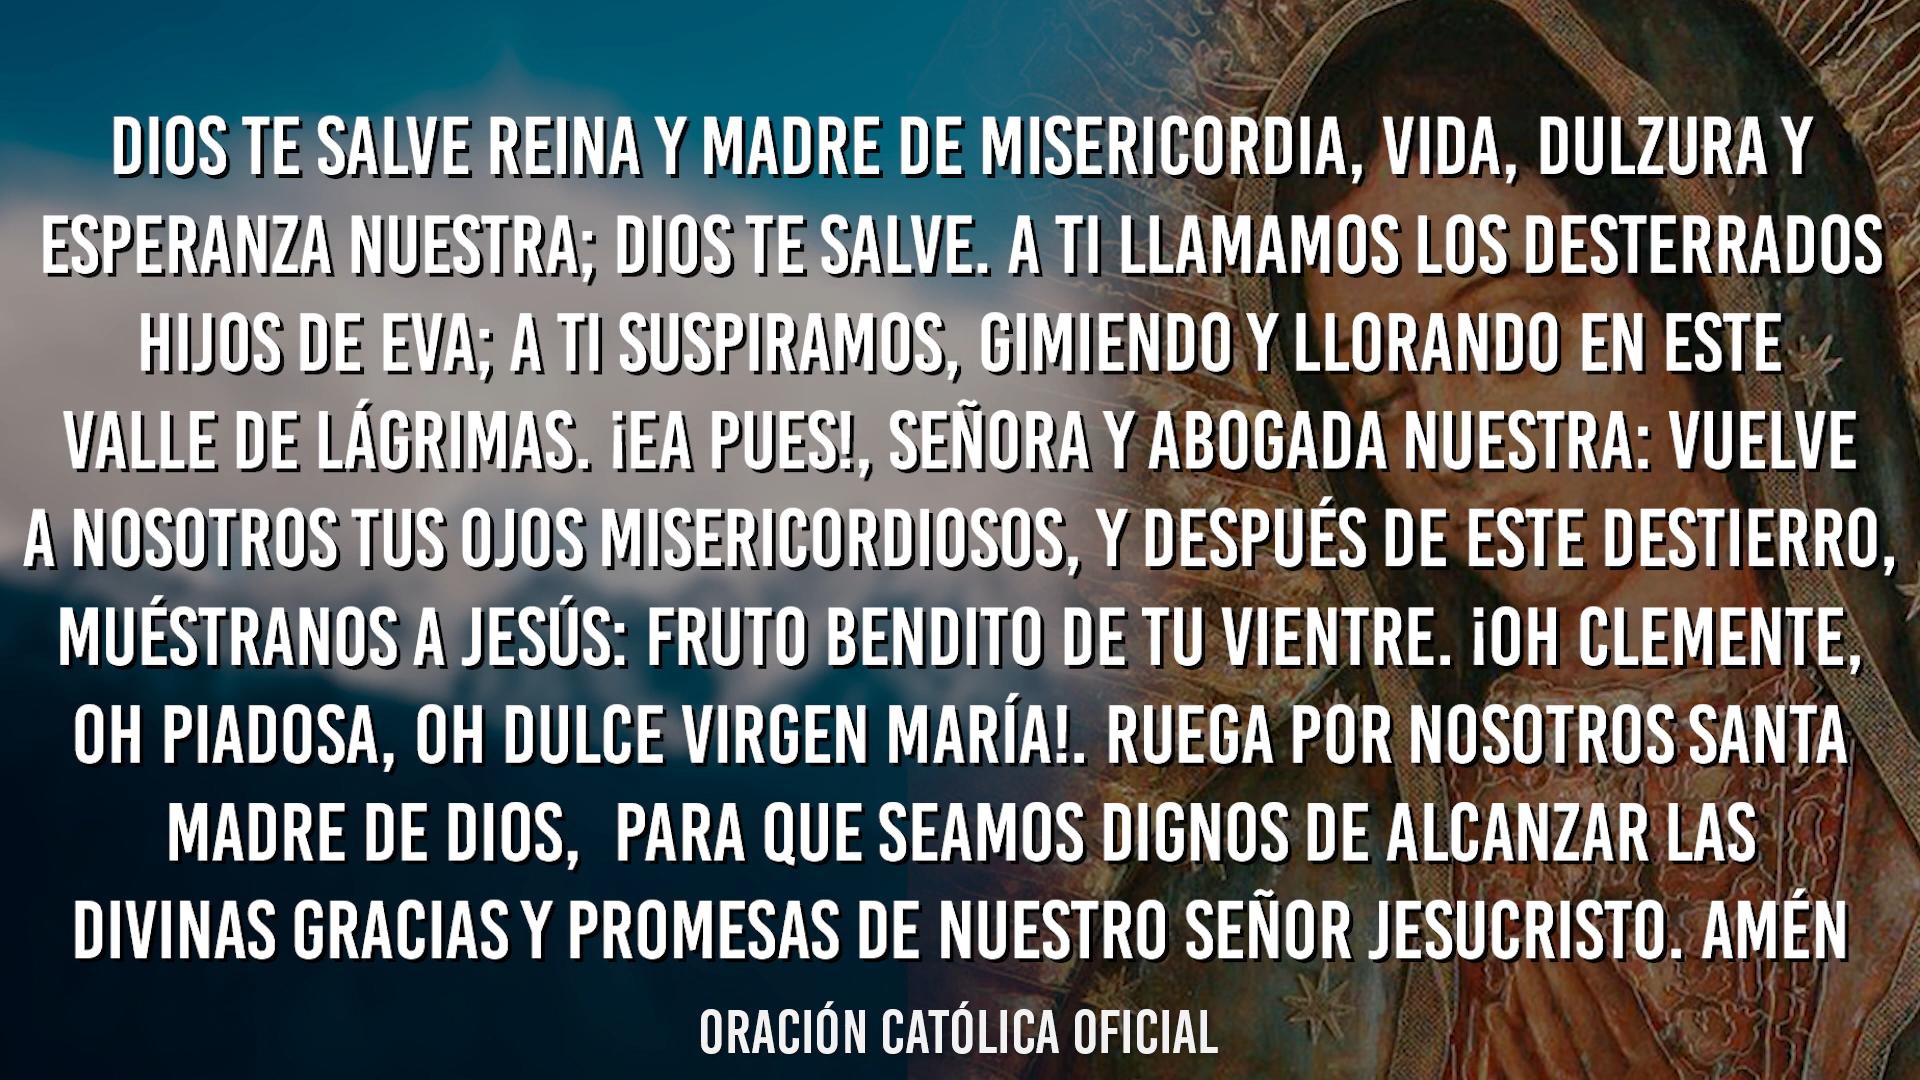 DIOS TE SALVE REINA Y MADRE DE MISERICORDIA, VIDA, DULZURA Y
ESPERANZA NUESTRA; DIOS TE SALVE. A TI LLAMAMOS LOS DESTERRADOS
HIJOS DE EVA; A TI SUSPIRAMOS, GIMIENDO Y LLORANDO EN ESTE
VALLE DE LÁGRIMAS. ¡EA PUES!, SEÑORA Y ABOGADA NUESTRA: VUELVE
A NOSOTROS TUS OJOS MISERICORDIOSOS, Y DESPUÉS DE ESTE DESTIERRO,
MUÉSTRANOS A JESÚS: FRUTO BENDITO DE TU VIENTRE. ¡OH CLEMENTE,
OH PIADOSA, OH DULCE VIRGEN MARÍA!. RUEGA POR NOSOTROS SANTA
MADRE DE DIOS,  PARA QUE SEAMOS DIGNOS DE ALCANZAR LAS
DIVINAS GRACIAS Y PROMESAS DE NUESTRO SEÑOR JESUCRISTO. AMÉN
ORACIÓN CATÓLICA OFICIAL